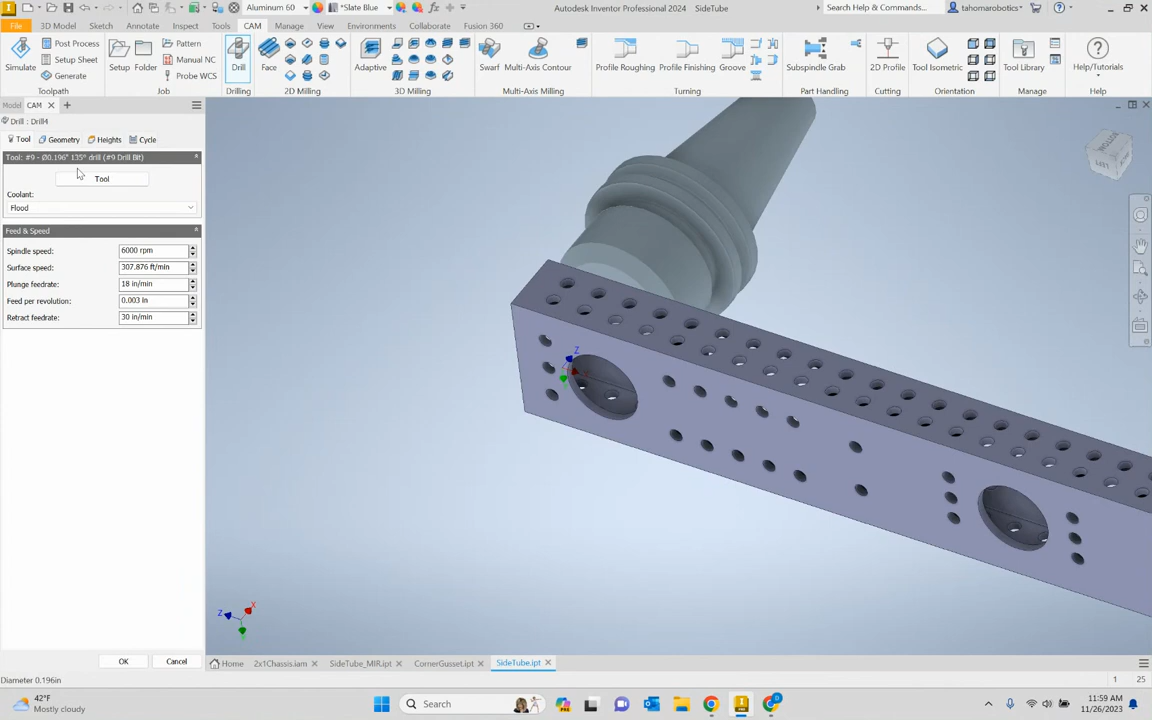 Aluminum 60
*Slate Blue
Autodesk Inventor Professional 2024
SideTube
Search Help & Commands...
tahomarobotics
File
3D Model
Sketch
Annotate
Inspect
Tools
CAM
Manage
View
Environments
Collaborate
Fusion 360
Simulate
Post Process
Setup Sheet
Generate
Toolpath
Setup
Folder
Pattern
Manual NC
Probe WCS
Job
Drill
Drilling
Face
2D Milling
Adaptive
3D Milling
Swarf
Multi-Axis Contour
Multi-Axis Milling
Profile Roughing
Profile Finishing
Groove
Turning
Subspindle Grab
Part Handling
2D Profile
Cutting
Tool Isometric
Orientation
Tool Library
Manage
Help/Tutorials
Help
Model
CAM
Drill : Drill4
Tool
Geometry
Heights
Cycle
Tool: #9 - Ø0.196" 135° drill (#9 Drill Bit)
Tool
Coolant:
Flood
Feed & Speed
Spindle speed:
6000 rpm
Surface speed:
307.876 ft/min
Plunge feedrate:
18 in/min
Feed per revolution:
0.003 in
Retract feedrate:
30 in/min
OK
Cancel
BOTTOM
LEFT
Z
Z
X
Home
2x1Chassis.iam
SideTube_MIR.ipt
CornerGusset.ipt
SideTube.ipt
Diameter 0.196in
1
25
42°F
Mostly cloudy
Search
11:59 AM
11/26/2023